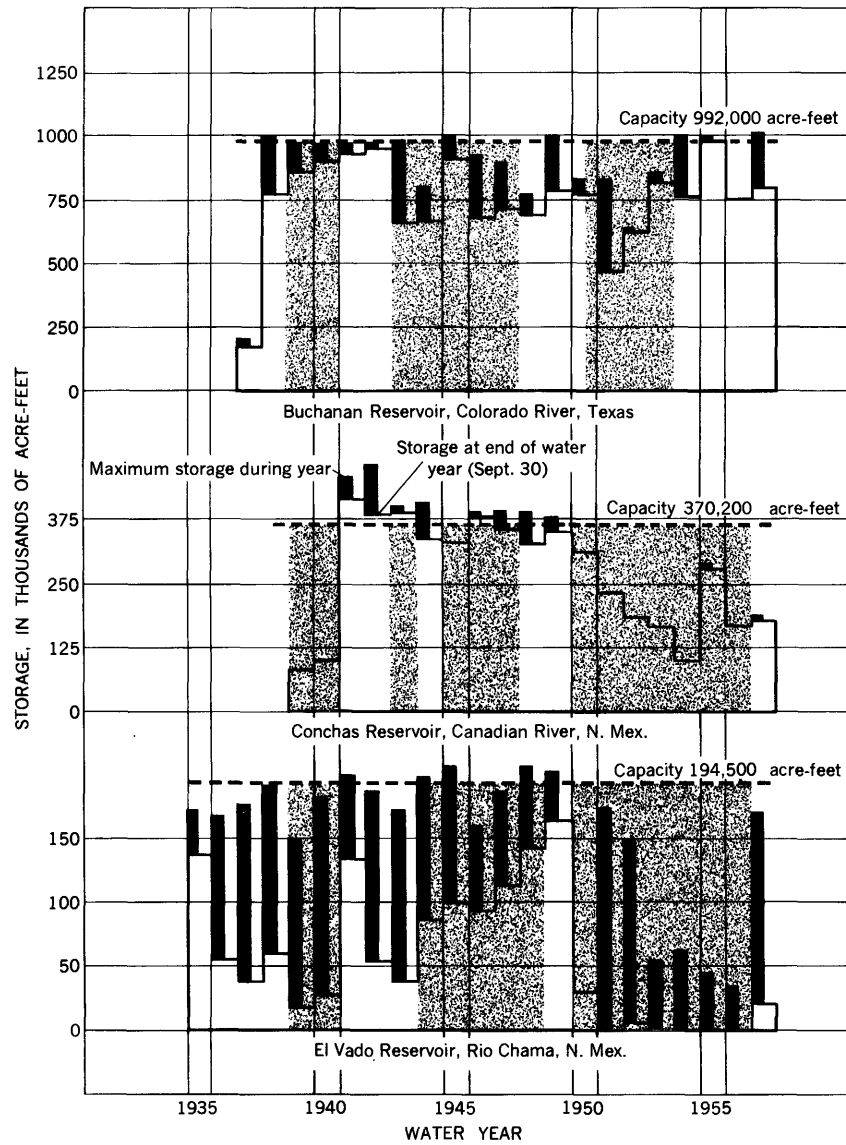 1250
Capacity 992,000 acre-feet
1000
750
500
250
0
Buchanan Reservoir, Colorado River, Texas
STORAGE, IN THOUSANDS OF ACRE-FEET
Storage at end of water
year (Sept. 30)
Maximum storage during year
Capacity 370,200 acre-feet
375
250
125
0
Conchas Reservoir, Canadian River, N. Mex.
Capacity 194,500 acre-feet
150
100
50
0
El Vado Reservoir, Rio Chama, N. Mex.
1935 1940 1945 1950 1955
WATER YEAR